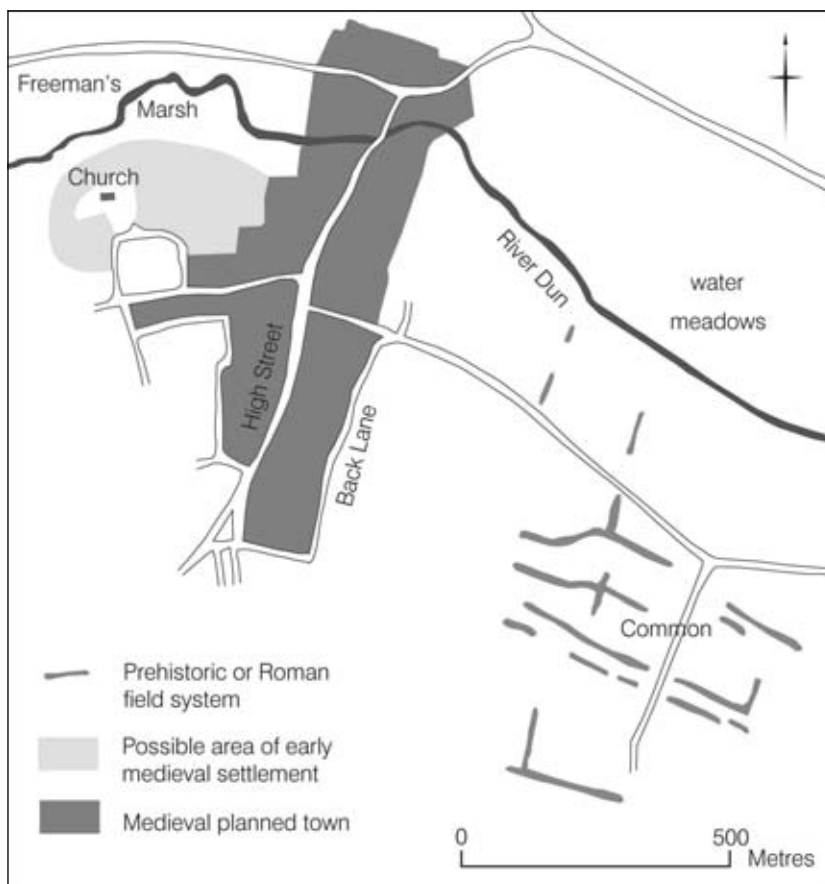 Freeman's
Marsh
Church
River Dun
water
meadows
High Street
Back Lane
Common
Prehistoric or Roman
field system
Possible area of early
medieval settlement
Medieval planned town
0
500
Metres